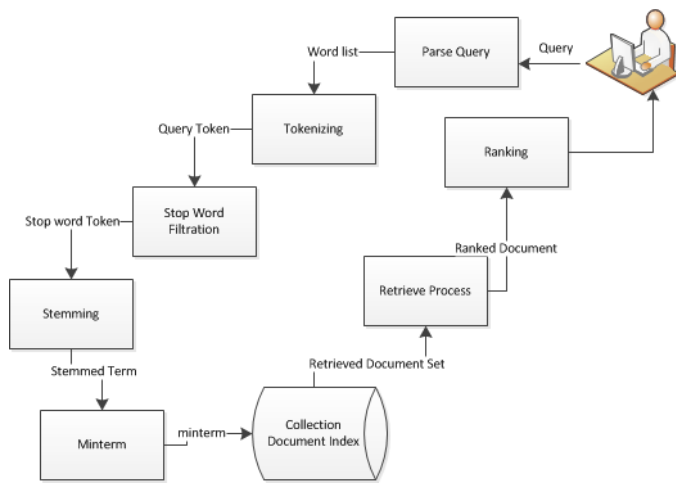 Query
Parse Query
Word list
Tokenizing
Query Token
Stop Word
Filtration
Stop word Token
Stemming
Stemmed Term
Minterm
minterm
Collection
Document Index
Retrieved Document Set
Retrieve Process
Ranked Document
Ranking